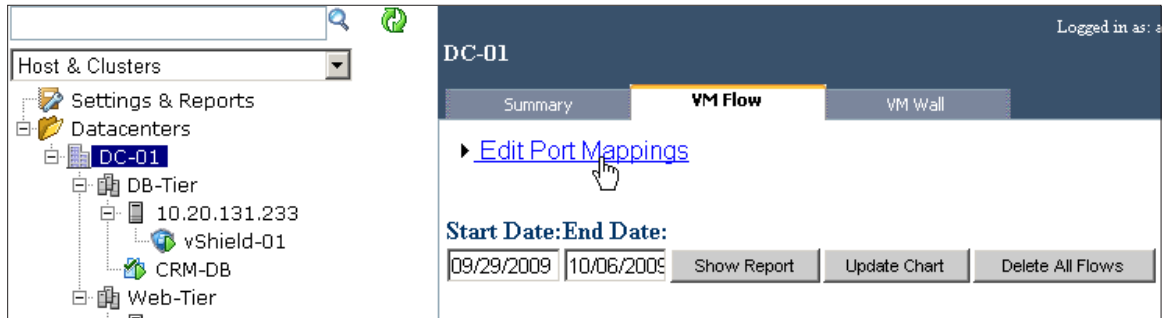 Host & Clusters
Settings & Reports
Datacenters
DC-01
DB-Tier
10.20.131.233
vShield-01
CRM-DB
Web-Tier
Logged in as: a
DC-01
Summary
VM Flow
VM Wall
Edit Port Mappings
Start Date:End Date:
09/29/2009 10/06/2009 Show Report Update Chart Delete All Flows